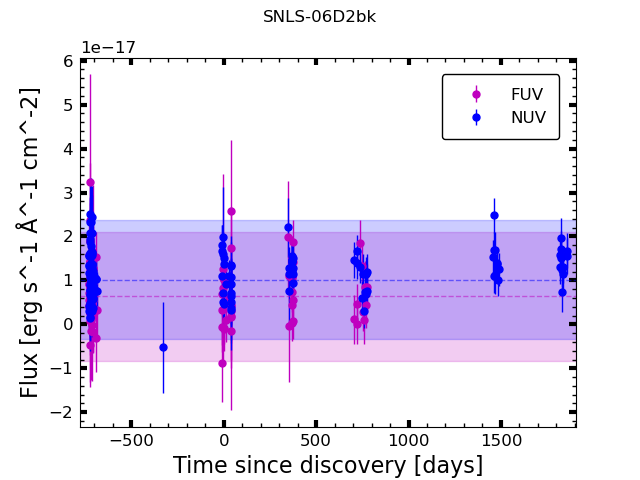 SNLS-06D2bk
1e−17
FUV
NUV
6
5
4
3
2
1
0
−1
−2
Flux [erg s^-1 Å^-1 cm^-2]
−500
0
500
1000
1500
Time since discovery [days]